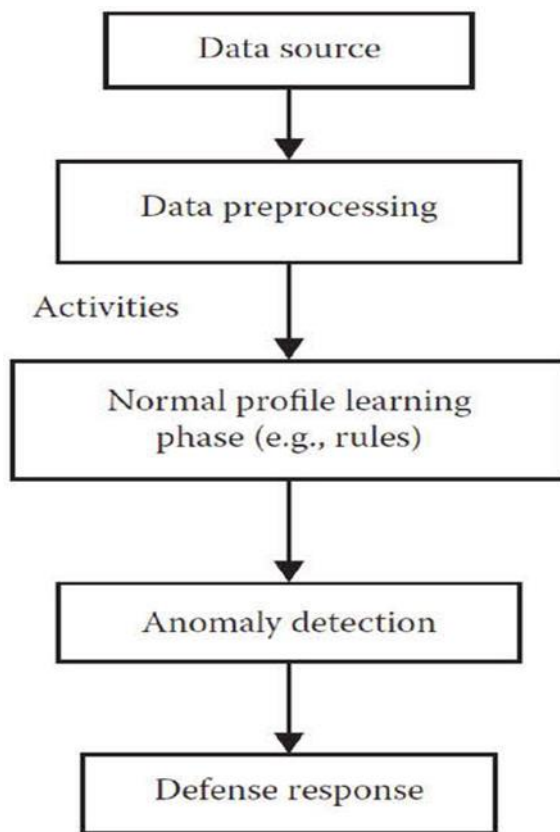 Data source
Data preprocessing
Activities
Normal profile learning
phase (e.g., rules)
Anomaly detection
Defense response